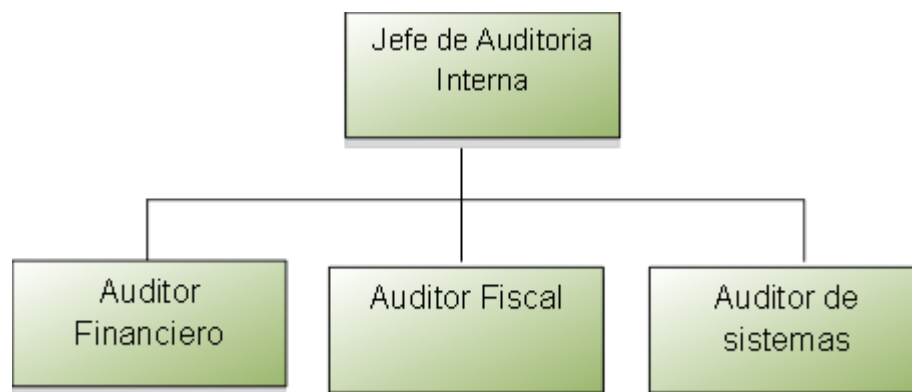 Jefe de Auditoria
Interna
Auditor
Financiero
Auditor Fiscal
Auditor de
sistemas